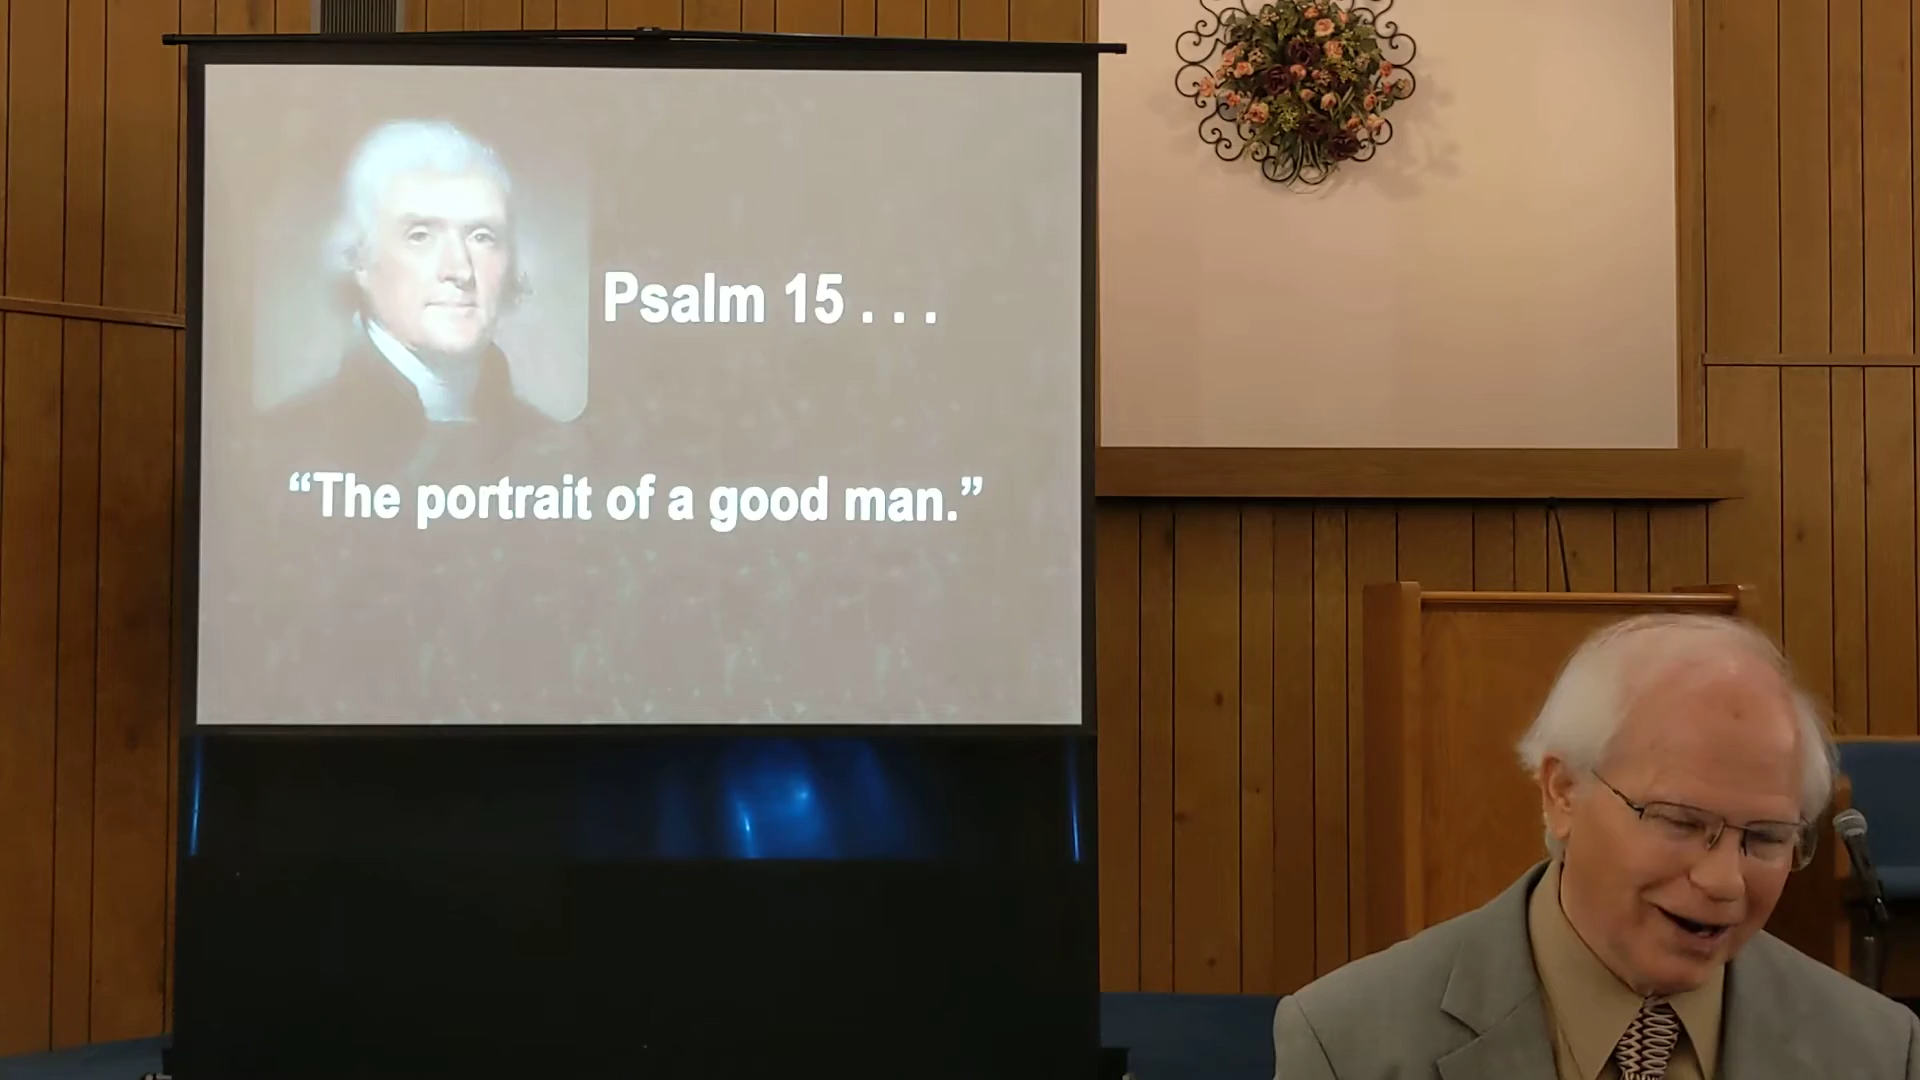 Psalm 15 . . .
“The portrait of a good man.”